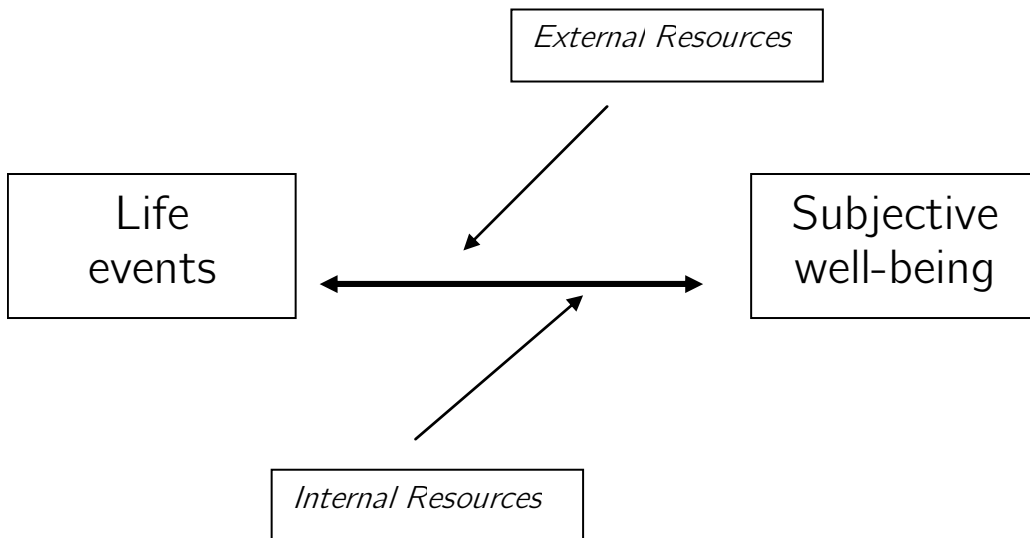 External Resources
Life
events
Subjective
well-being
Internal Resources